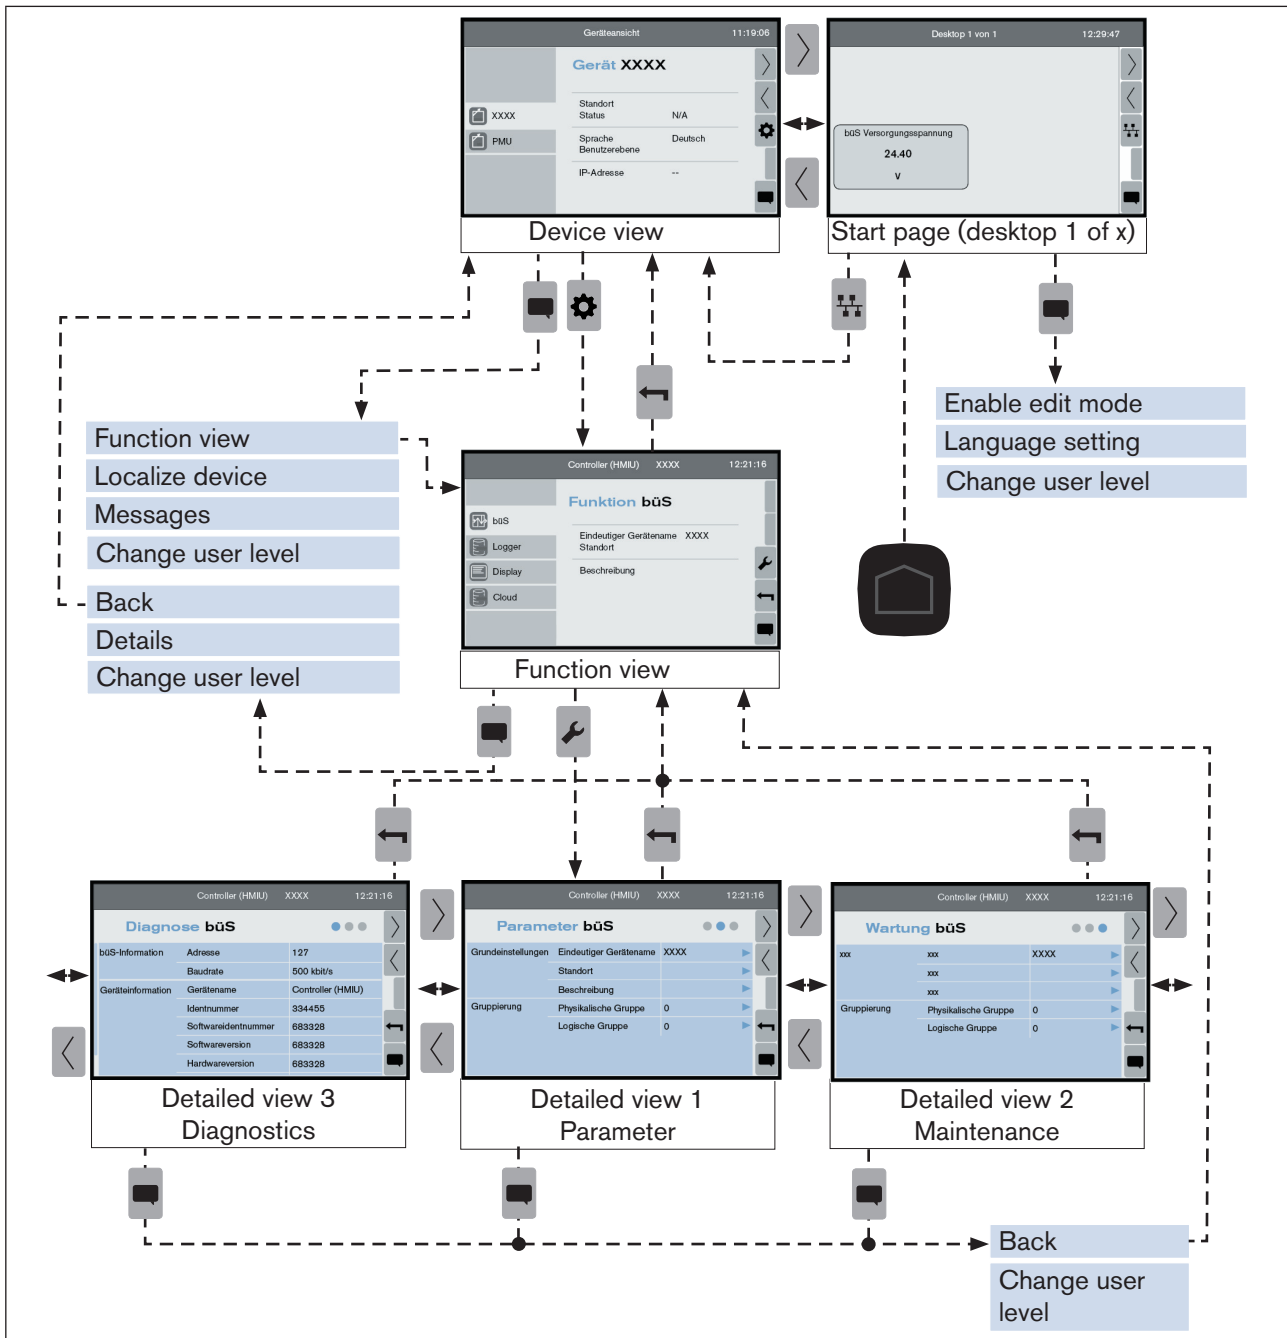 Geräteansicht 11:19:06
Gerät XXXX
Standort
Status N/A
Sprache Deutsch
Benutzerebene
IP-Adresse --
XXXX
PMU
Device view
Desktop 1 von 1 12:29:47
büS Versorgungsspannung
24.40
V
Start page (desktop 1 of x)
Enable edit mode
Language setting
Change user level
Function view
Localize device
Messages
Change user level
Back
Details
Change user level
Controller (HMIU) XXXX 12:21:16
Funktion büS
büS
Logger
Display
Cloud
Eindeutiger Gerätename XXXX
Standort
Beschreibung
Function view
Controller (HMIU) XXXX 12:21:16
Diagnose büS
büS-Information Adresse 127
Baudrate 500 kbit/s
Geräteinformation Gerätename Controller (HMIU)
Identnummer 334455
Softwareidentnummer 683328
Softwareversion 683328
Hardwareversion 683328
Detailed view 3
Diagnostics
Controller (HMIU) XXXX 12:21:16
Parameter büS
Grundeinstellungen Eindeutiger Gerätename XXXX
Standort
Beschreibung
Gruppierung Physikalische Gruppe 0
Logische Gruppe 0
Detailed view 1
Parameter
Controller (HMIU) XXXX 12:21:16
Wartung büS
xxx xxx XXXX
xxx
xxx
Gruppierung Physikalische Gruppe 0
Logische Gruppe 0
Detailed view 2
Maintenance
Back
Change user
level